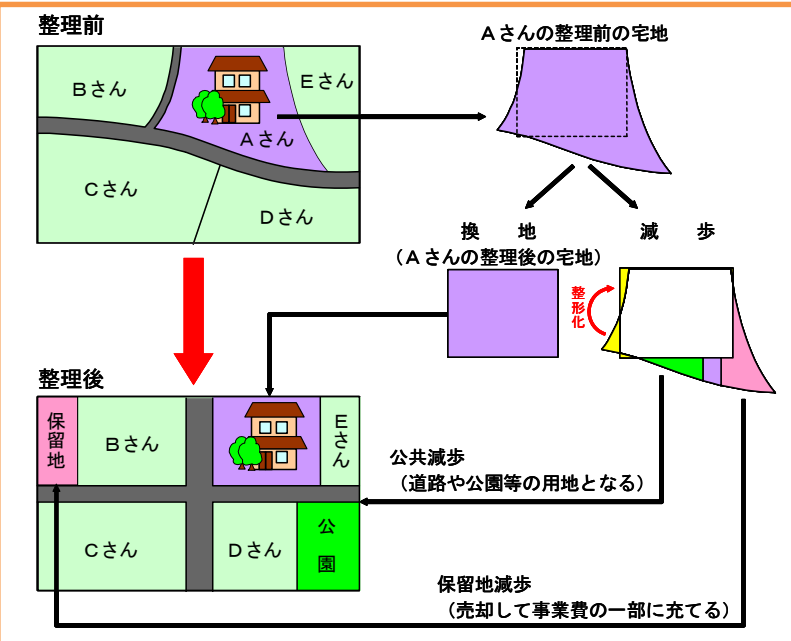 整理前
Bさん
Eさん
Aさん
Cさん
Dさん
Aさんの整理前の宅地
換　地
（Aさんの整理後の宅地）
減　歩
整形化
整理後
保留地
Bさん
Eさん
Cさん
Dさん
公園
公共減歩
（道路や公園等の用地となる）
保留地減歩
（売却して事業費の一部に充てる）